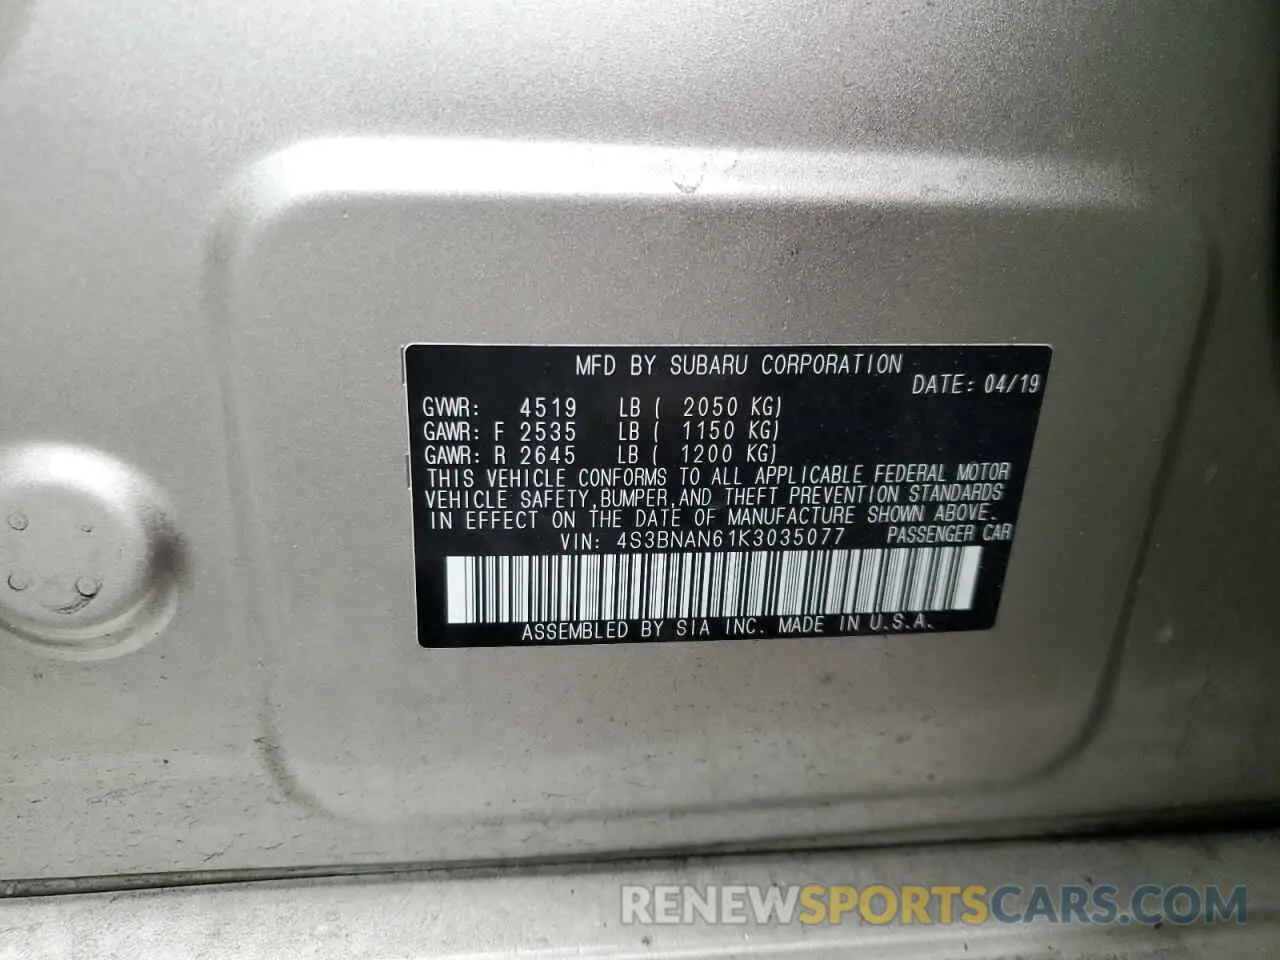 MFD BY SUBARU CORPORATION
DATE: 04/19
GVWR: 4519 LB ( 2050 KG)
GAWR: F 2535 LB ( 1150 KG)
GAWR: R 2645 LB ( 1200 KG)
THIS VEHICLE CONFORMS TO ALL APPLICABLE FEDERAL MOTOR
VEHICLE SAFETY,BUMPER,AND THEFT PREVENTION STANDARDS
IN EFFECT ON THE DATE OF MANUFACTURE SHOWN ABOVE.
VIN: 4S3BNAN61K3035077 PASSENGER CAR
ASSEMBLED BY SIA INC. MADE IN U.S.A.
RENEWSPORTSCARS.COM